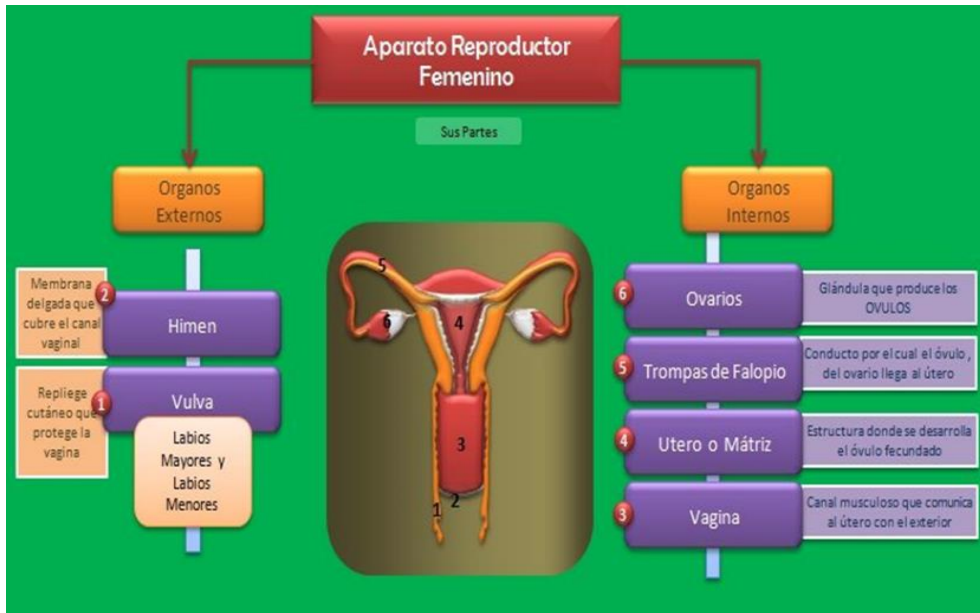 Aparato Reproductor
Femenino
Sus Partes
Organos
Externos
Membrana
delgada que
cubre el canal
vaginal
2
Himen
Repliege
cutáneo que
protege la
vagina
1
Vulva
Labios
Mayores y
Labios
Menores
5
6
4
3
2
1
Organos
Internos
6
Ovarios
Glándula que produce los
OVULOS
5
Trompas de Falopio
Conducto por el cual el óvulo ,
del ovario llega al útero
4
Utero o Mátriz
Estructura donde se desarrolla
el óvulo fecundado
3
Vagina
Canal musculoso que comunica
al útero con el exterior